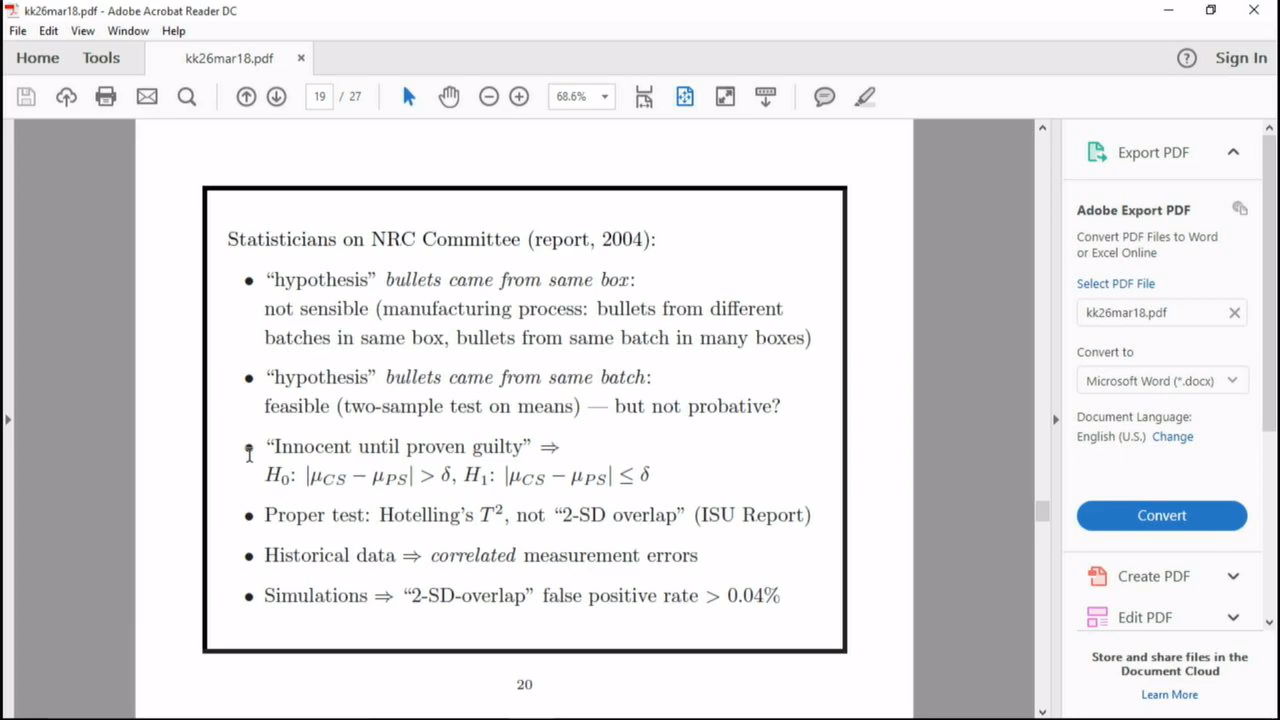 kk26mar18.pdf - Adobe Acrobat Reader DC
File Edit View Window Help
Home Tools kk26mar18.pdf × Sign In
19 / 27 68.6%
Statisticians on NRC Committee (report, 2004):
• “hypothesis” bullets came from same box:
not sensible (manufacturing process: bullets from different
batches in same box, bullets from same batch in many boxes)
• “hypothesis” bullets came from same batch:
feasible (two-sample test on means) — but not probative?
• “Innocent until proven guilty” ⇒
H₀: |μCS − μPS| > δ, H₁: |μCS − μPS| ≤ δ
• Proper test: Hotelling's T², not “2-SD overlap” (ISU Report)
• Historical data ⇒ correlated measurement errors
• Simulations ⇒ “2-SD-overlap” false positive rate > 0.04%
20
Export PDF
Adobe Export PDF
Convert PDF Files to Word
or Excel Online
Select PDF File
kk26mar18.pdf
Convert to
Microsoft Word (*.docx)
Document Language:
English (U.S.) Change
Convert
Create PDF
Edit PDF
Store and share files in the
Document Cloud
Learn More